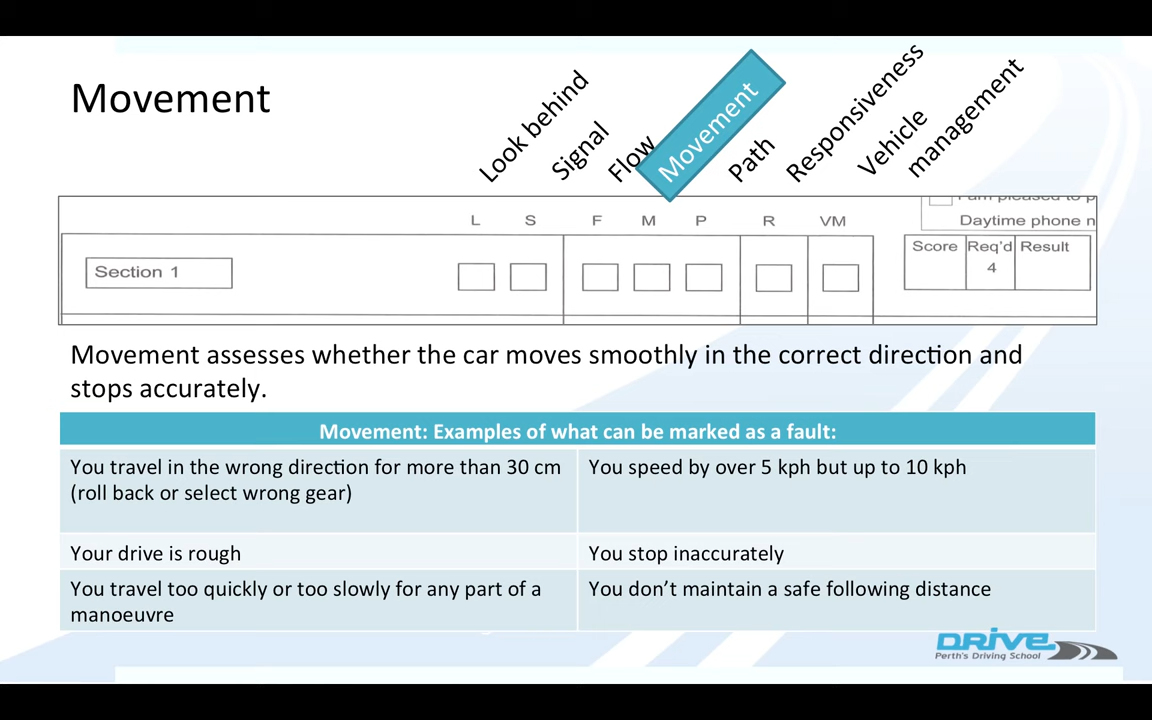 Movement
Look behind
Signal
Flow
Movement
Path
Responsiveness
Vehicle
management
L S F M P R VM
Daytime phone n
Section 1
Score Req'd Result
4
Movement assesses whether the car moves smoothly in the correct direction and
stops accurately.
Movement: Examples of what can be marked as a fault:
You travel in the wrong direction for more than 30 cm
(roll back or select wrong gear)
You speed by over 5 kph but up to 10 kph
Your drive is rough
You stop inaccurately
You travel too quickly or too slowly for any part of a
manoeuvre
You don’t maintain a safe following distance
DRIVE
Perth's Driving School